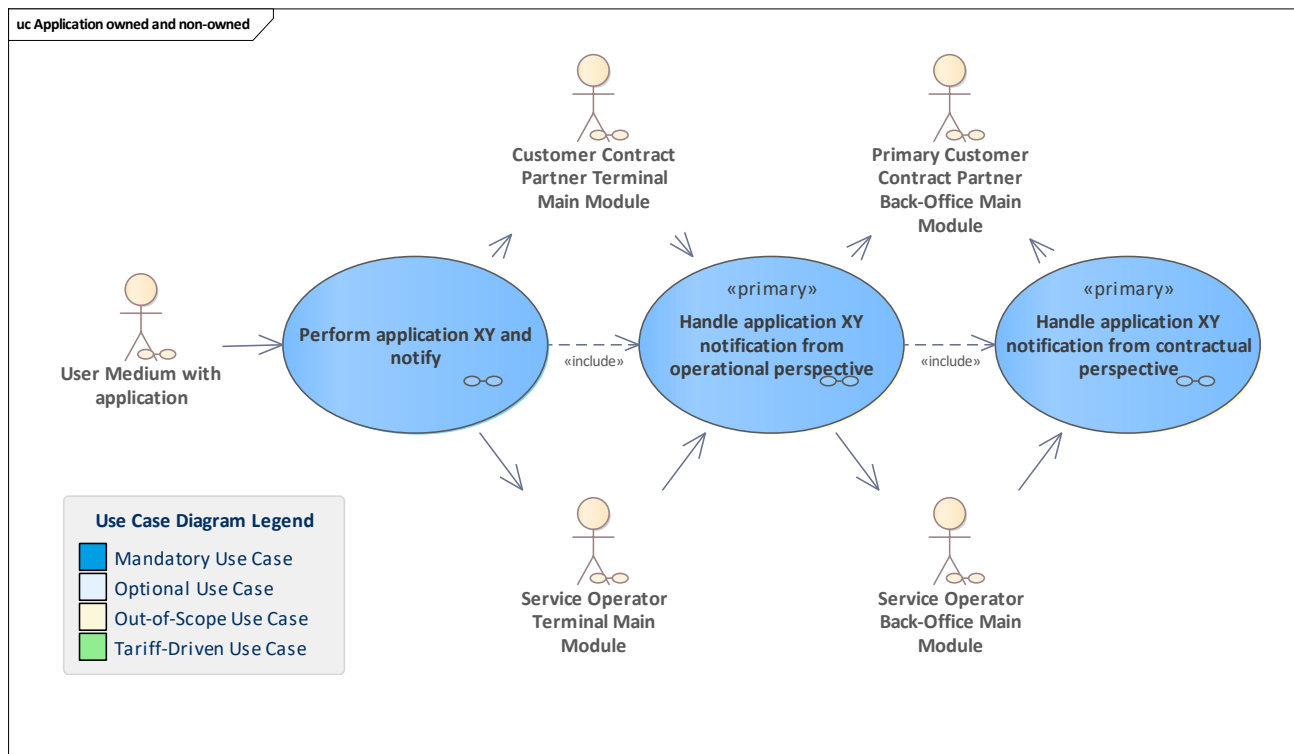 uc Application owned and non-owned
Customer Contract
Partner Terminal
Main Module
Primary Customer
Contract Partner
Back-Office Main
Module
User Medium with
application
Perform application XY and
notify
«include»
«primary»
Handle application XY
notification from
operational perspective
«include»
«primary»
Handle application XY
notification from contractual
perspective
Service Operator
Terminal Main
Module
Service Operator
Back-Office Main
Module
Use Case Diagram Legend
Mandatory Use Case
Optional Use Case
Out-of-Scope Use Case
Tariff-Driven Use Case